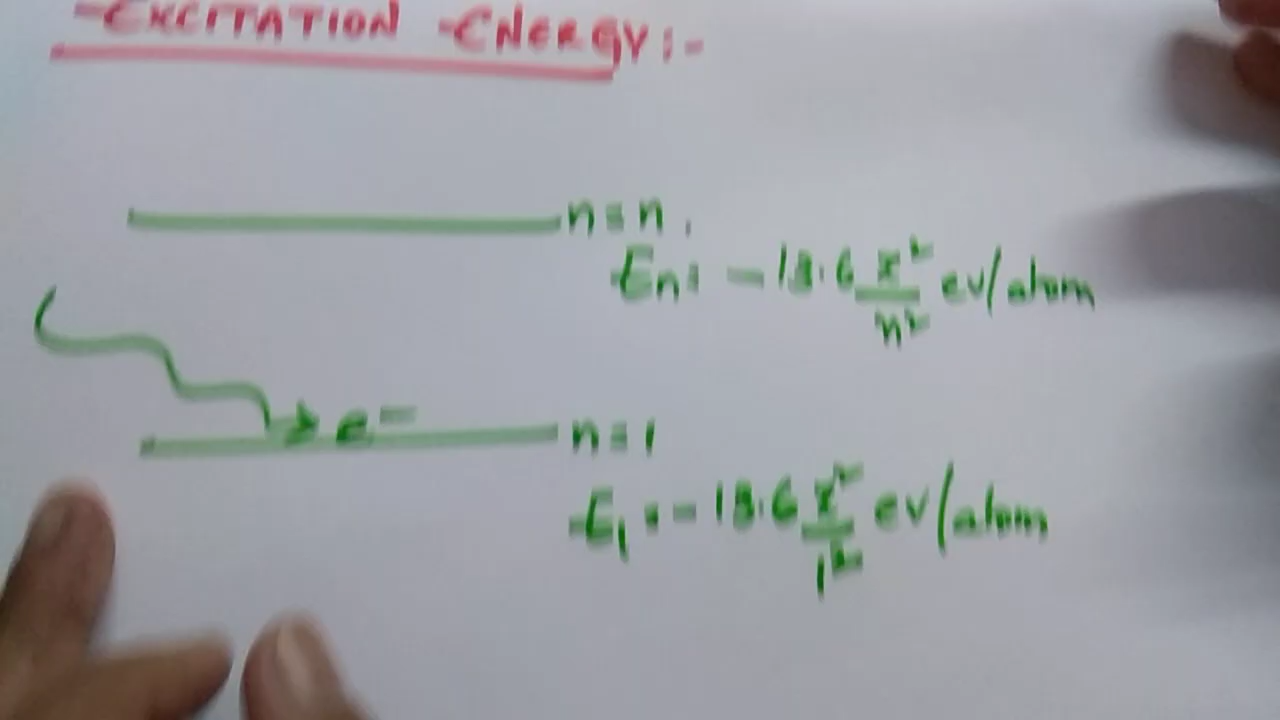 EXCITATION ENERGY:-
n=n.
En= -13.6 z²/n² ev/atom
e⁻ n=1
E₁ = -13.6 z²/1² ev/atom